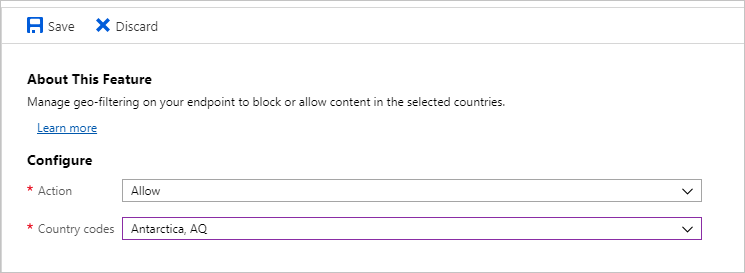 Save Discard
About This Feature
Manage geo-filtering on your endpoint to block or allow content in the selected countries.
Learn more
Configure
* Action Allow
* Country codes Antarctica, AQ